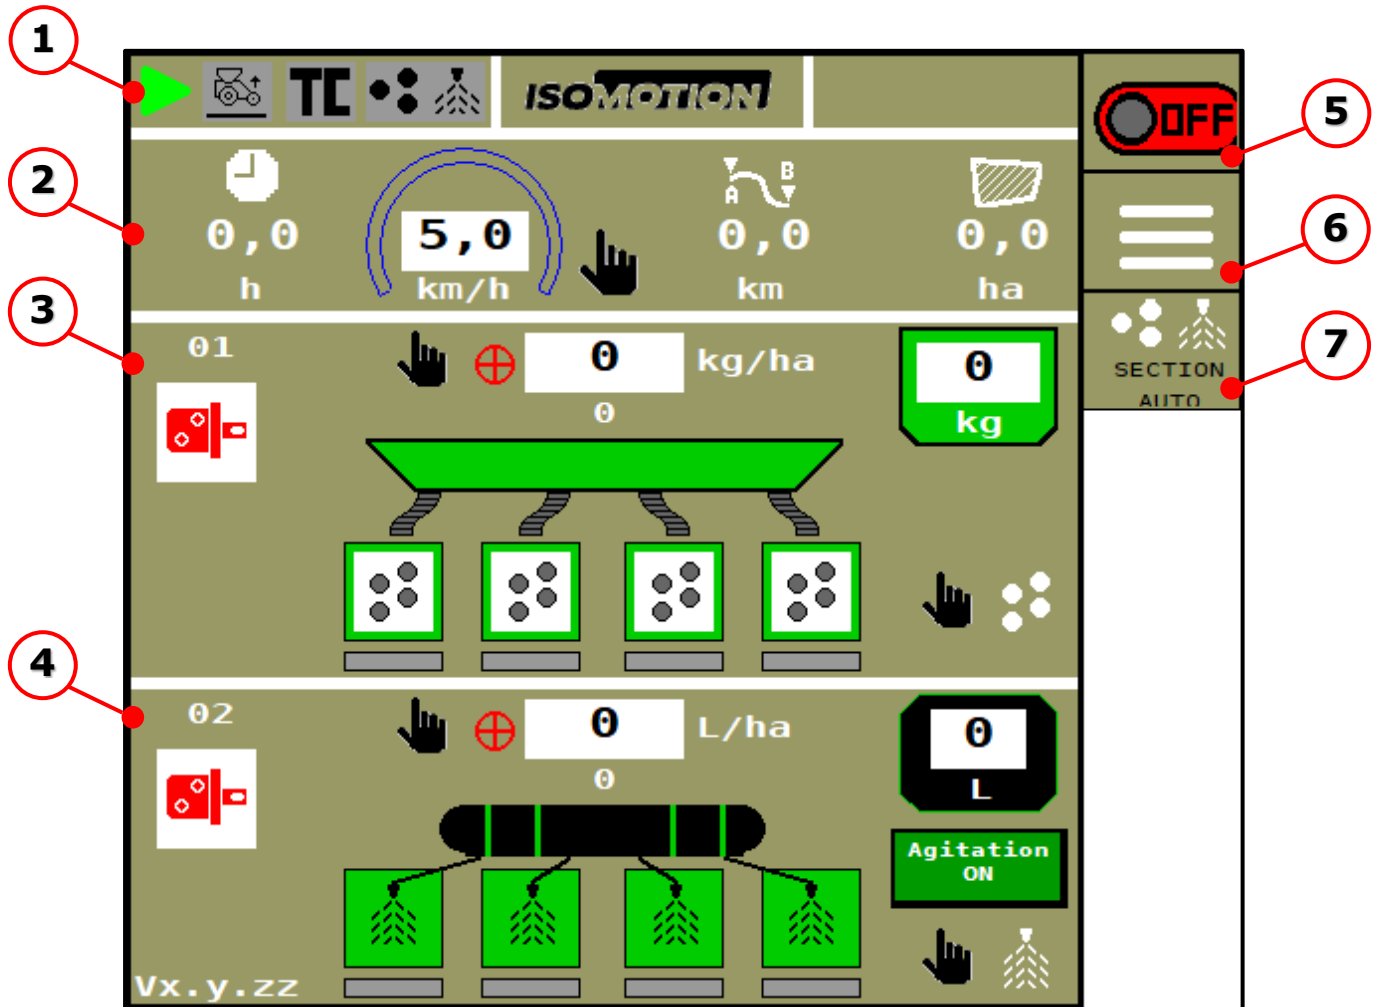 1
TC
ISOMOTION
OFF
5
2
A B
0,0
5,0
0,0
0,0
h
km/h
km
ha
6
3
01
0
kg/ha
0
0
kg
SECTION
AUTO
7
4
02
0
L/ha
0
0
L
Agitation
ON
Vx.y.zz